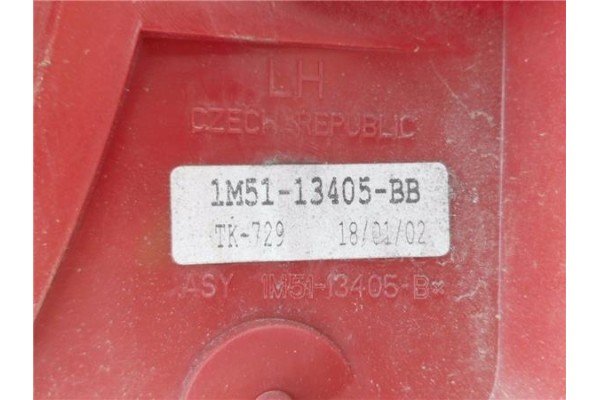 LH
CZECH REPUBLIC
1M51-13405-BB
TK-729 18/01/02
ASY 1M51-13405-B*